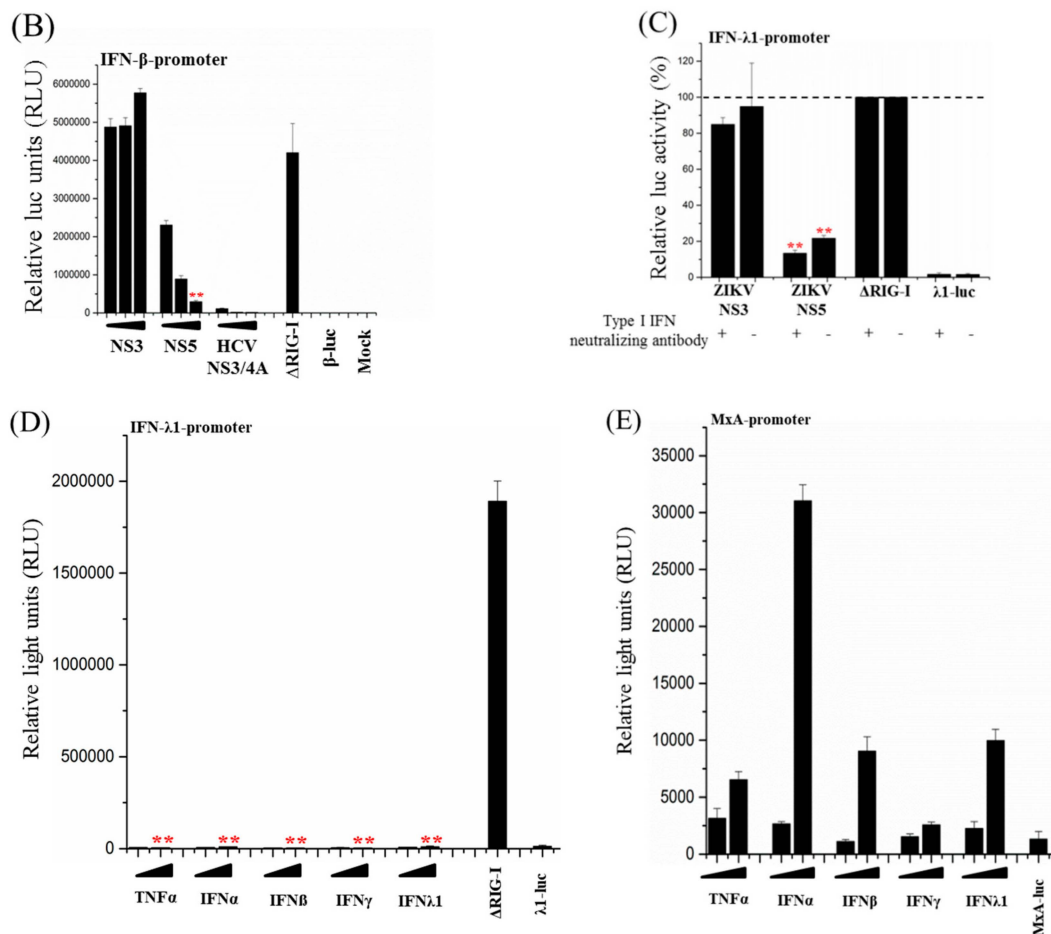 (B)
IFN-β-promoter
Relative luc units (RLU)
6000000
5000000
4000000
3000000
2000000
1000000
0
**
NS3
NS5
HCV
NS3/4A
ΔRIG-I
β-luc
Mock
(C)
IFN-λ1-promoter
Relative luc activity (%)
100
80
60
40
20
0
** **
ZIKV
NS3
ZIKV
NS5
ΔRIG-I
λ1-luc
Type I IFN
neutralizing antibody
+ - + - + - + -
(D)
IFN-λ1-promoter
Relative light units (RLU)
2000000
1500000
1000000
500000
0
** ** ** ** **
TNFα
IFNα
IFNß
IFNγ
IFNλ1
ΔRIG-I
λ1-luc
(E)
MxA-promoter
Relative light units (RLU)
35000
30000
25000
20000
15000
10000
5000
0
TNFα
IFNα
IFNβ
IFNγ
IFNλ1
MxA-luc